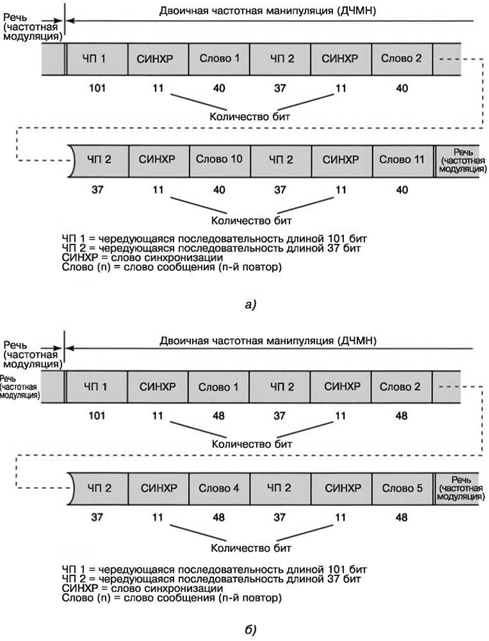 Речь
(частотная
модуляция)
Двоичная частотная манипуляция (ДЧМН)
ЧП 1 СИНХР Слово 1 ЧП 2 СИНХР Слово 2
101 11 40 37 11 40
Количество бит
ЧП 2 СИНХР Слово 10 ЧП 2 СИНХР Слово 11 Речь
(частотная
модуляция)
37 11 40 37 11 40
Количество бит
ЧП 1 = чередующаяся последовательность длиной 101 бит
ЧП 2 = чередующаяся последовательность длиной 37 бит
СИНХР = слово синхронизации
Слово (n) = слово сообщения (n-й повтор)
а)
Речь
(частотная
модуляция)
Двоичная частотная манипуляция (ДЧМН)
Речь
(частотная
модуляция)
ЧП 1 СИНХР Слово 1 ЧП 2 СИНХР Слово 2
101 11 48 37 11 48
Количество бит
ЧП 2 СИНХР Слово 4 ЧП 2 СИНХР Слово 5 Речь
(частотная
модуляция)
37 11 48 37 11 48
Количество бит
ЧП 1 = чередующаяся последовательность длиной 101 бит
ЧП 2 = чередующаяся последовательность длиной 37 бит
СИНХР = слово синхронизации
Слово (n) = слово сообщения (n-й повтор)
б)